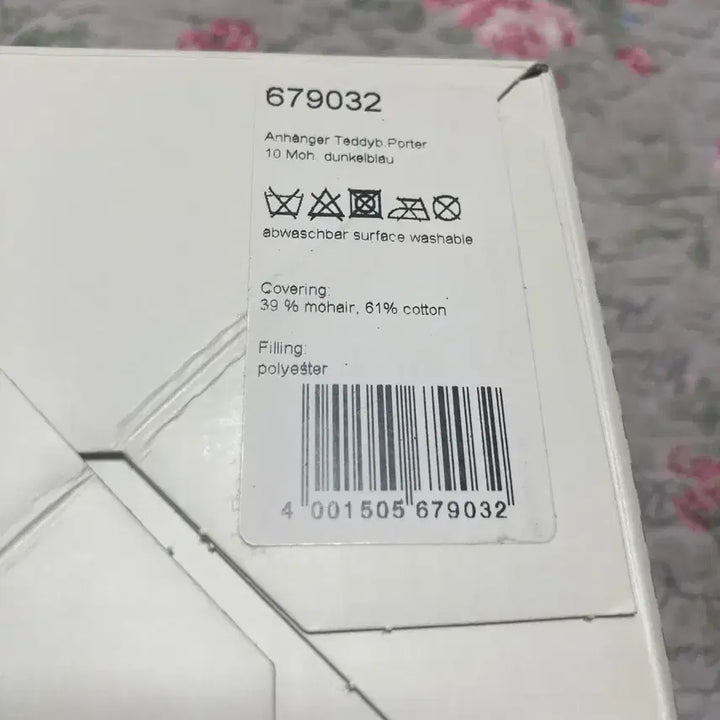 679032
Anhänger Teddyb.Porter
10 Moh. dunkelblau
abwaschbar surface washable
Covering:
39 % mohair, 61% cotton
Filling:
polyester
4 001505 679032